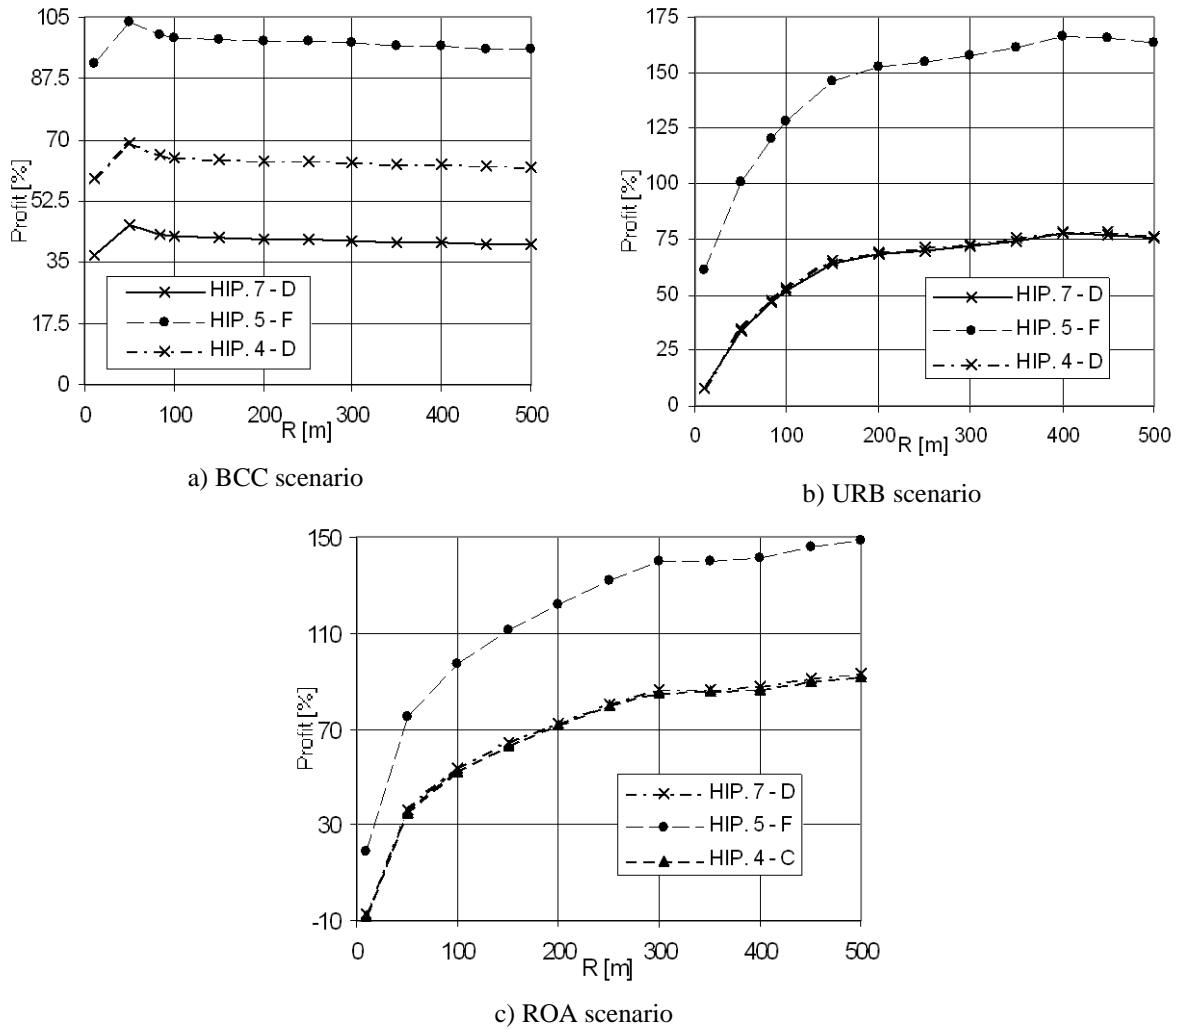 105
87.5
70
52.5
35
17.5
0
Profit [%]
HIP. 7 - D
HIP. 5 - F
HIP. 4 - D
0 100 200 300 400 500
R [m]
a) BCC scenario
175
150
125
100
75
50
25
0
Profit [%]
HIP. 7 - D
HIP. 5 - F
HIP. 4 - D
0 100 200 300 400 500
R [m]
b) URB scenario
150
110
70
30
-10
Profit [%]
HIP. 7 - D
HIP. 5 - F
HIP. 4 - C
0 100 200 300 400 500
R [m]
c) ROA scenario